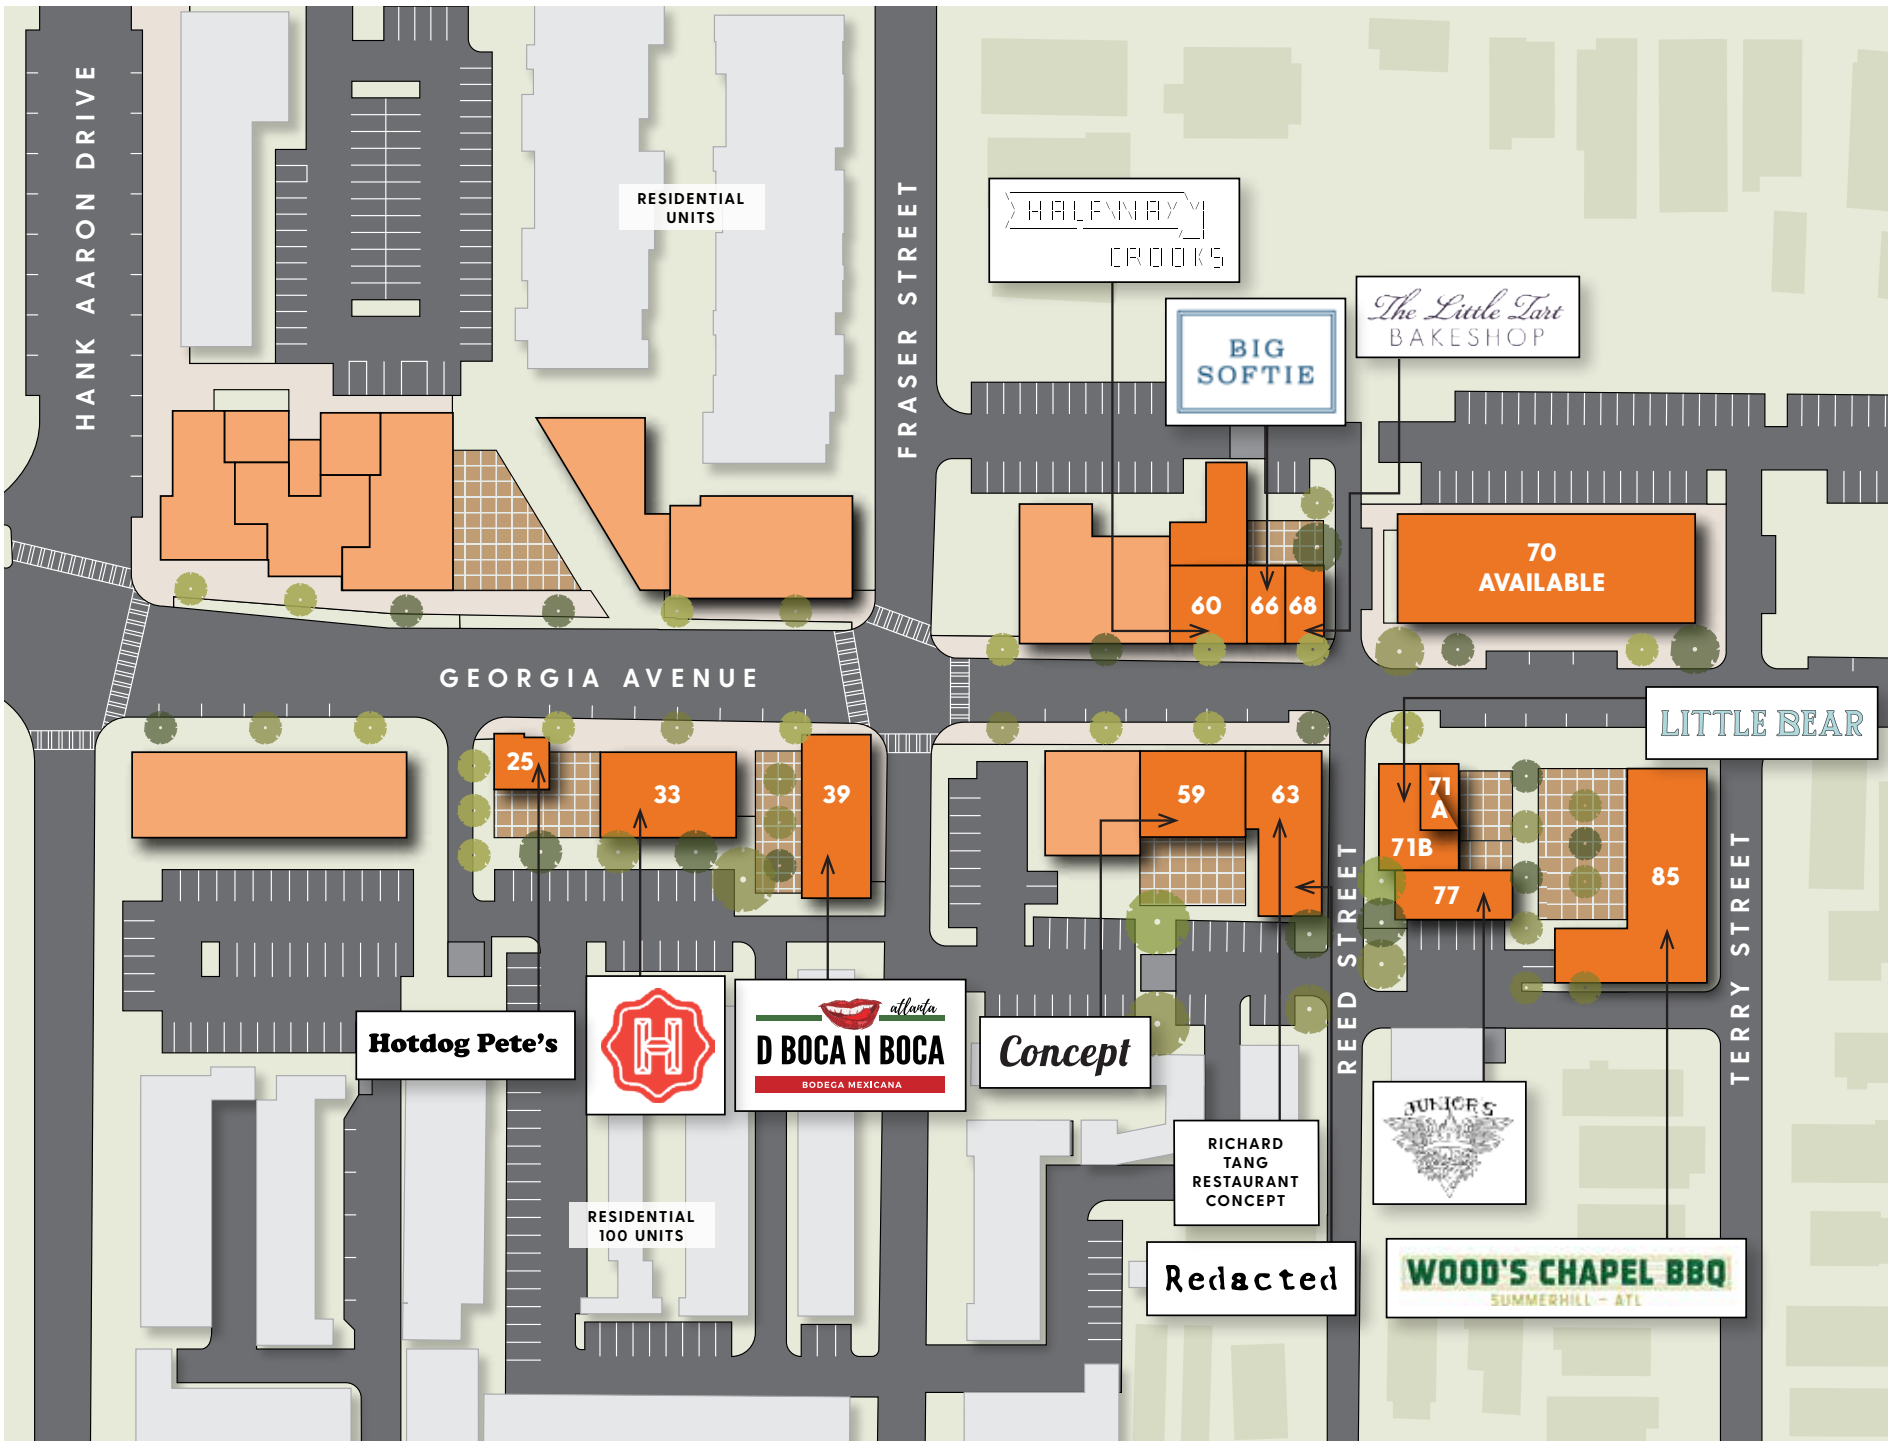 HANK AARON DRIVE
RESIDENTIAL
UNITS
FRASER STREET
HALFWAY
CROOKS
BIG
SOFTIE
The Little Tart
BAKESHOP
60
66
68
70
AVAILABLE
GEORGIA AVENUE
LITTLE BEAR
25
33
39
59
63
71
A
71B
77
85
REED STREET
TERRY STREET
Hotdog Pete's
H
atlanta
D BOCA N BOCA
BODEGA MEXICANA
Concept
RICHARD
TANG
RESTAURANT
CONCEPT
JUNIOR'S
RESIDENTIAL
100 UNITS
Redacted
WOOD'S CHAPEL BBQ
SUMMERHILL - ATL